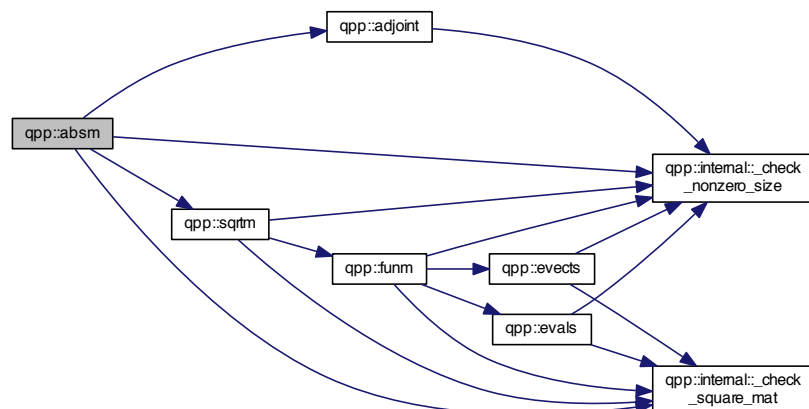 qpp::adjoint
qpp::absm
qpp::internal::_check
_nonzero_size
qpp::sqrtm
qpp::funm
qpp::evects
qpp::evals
qpp::internal::_check
_square_mat